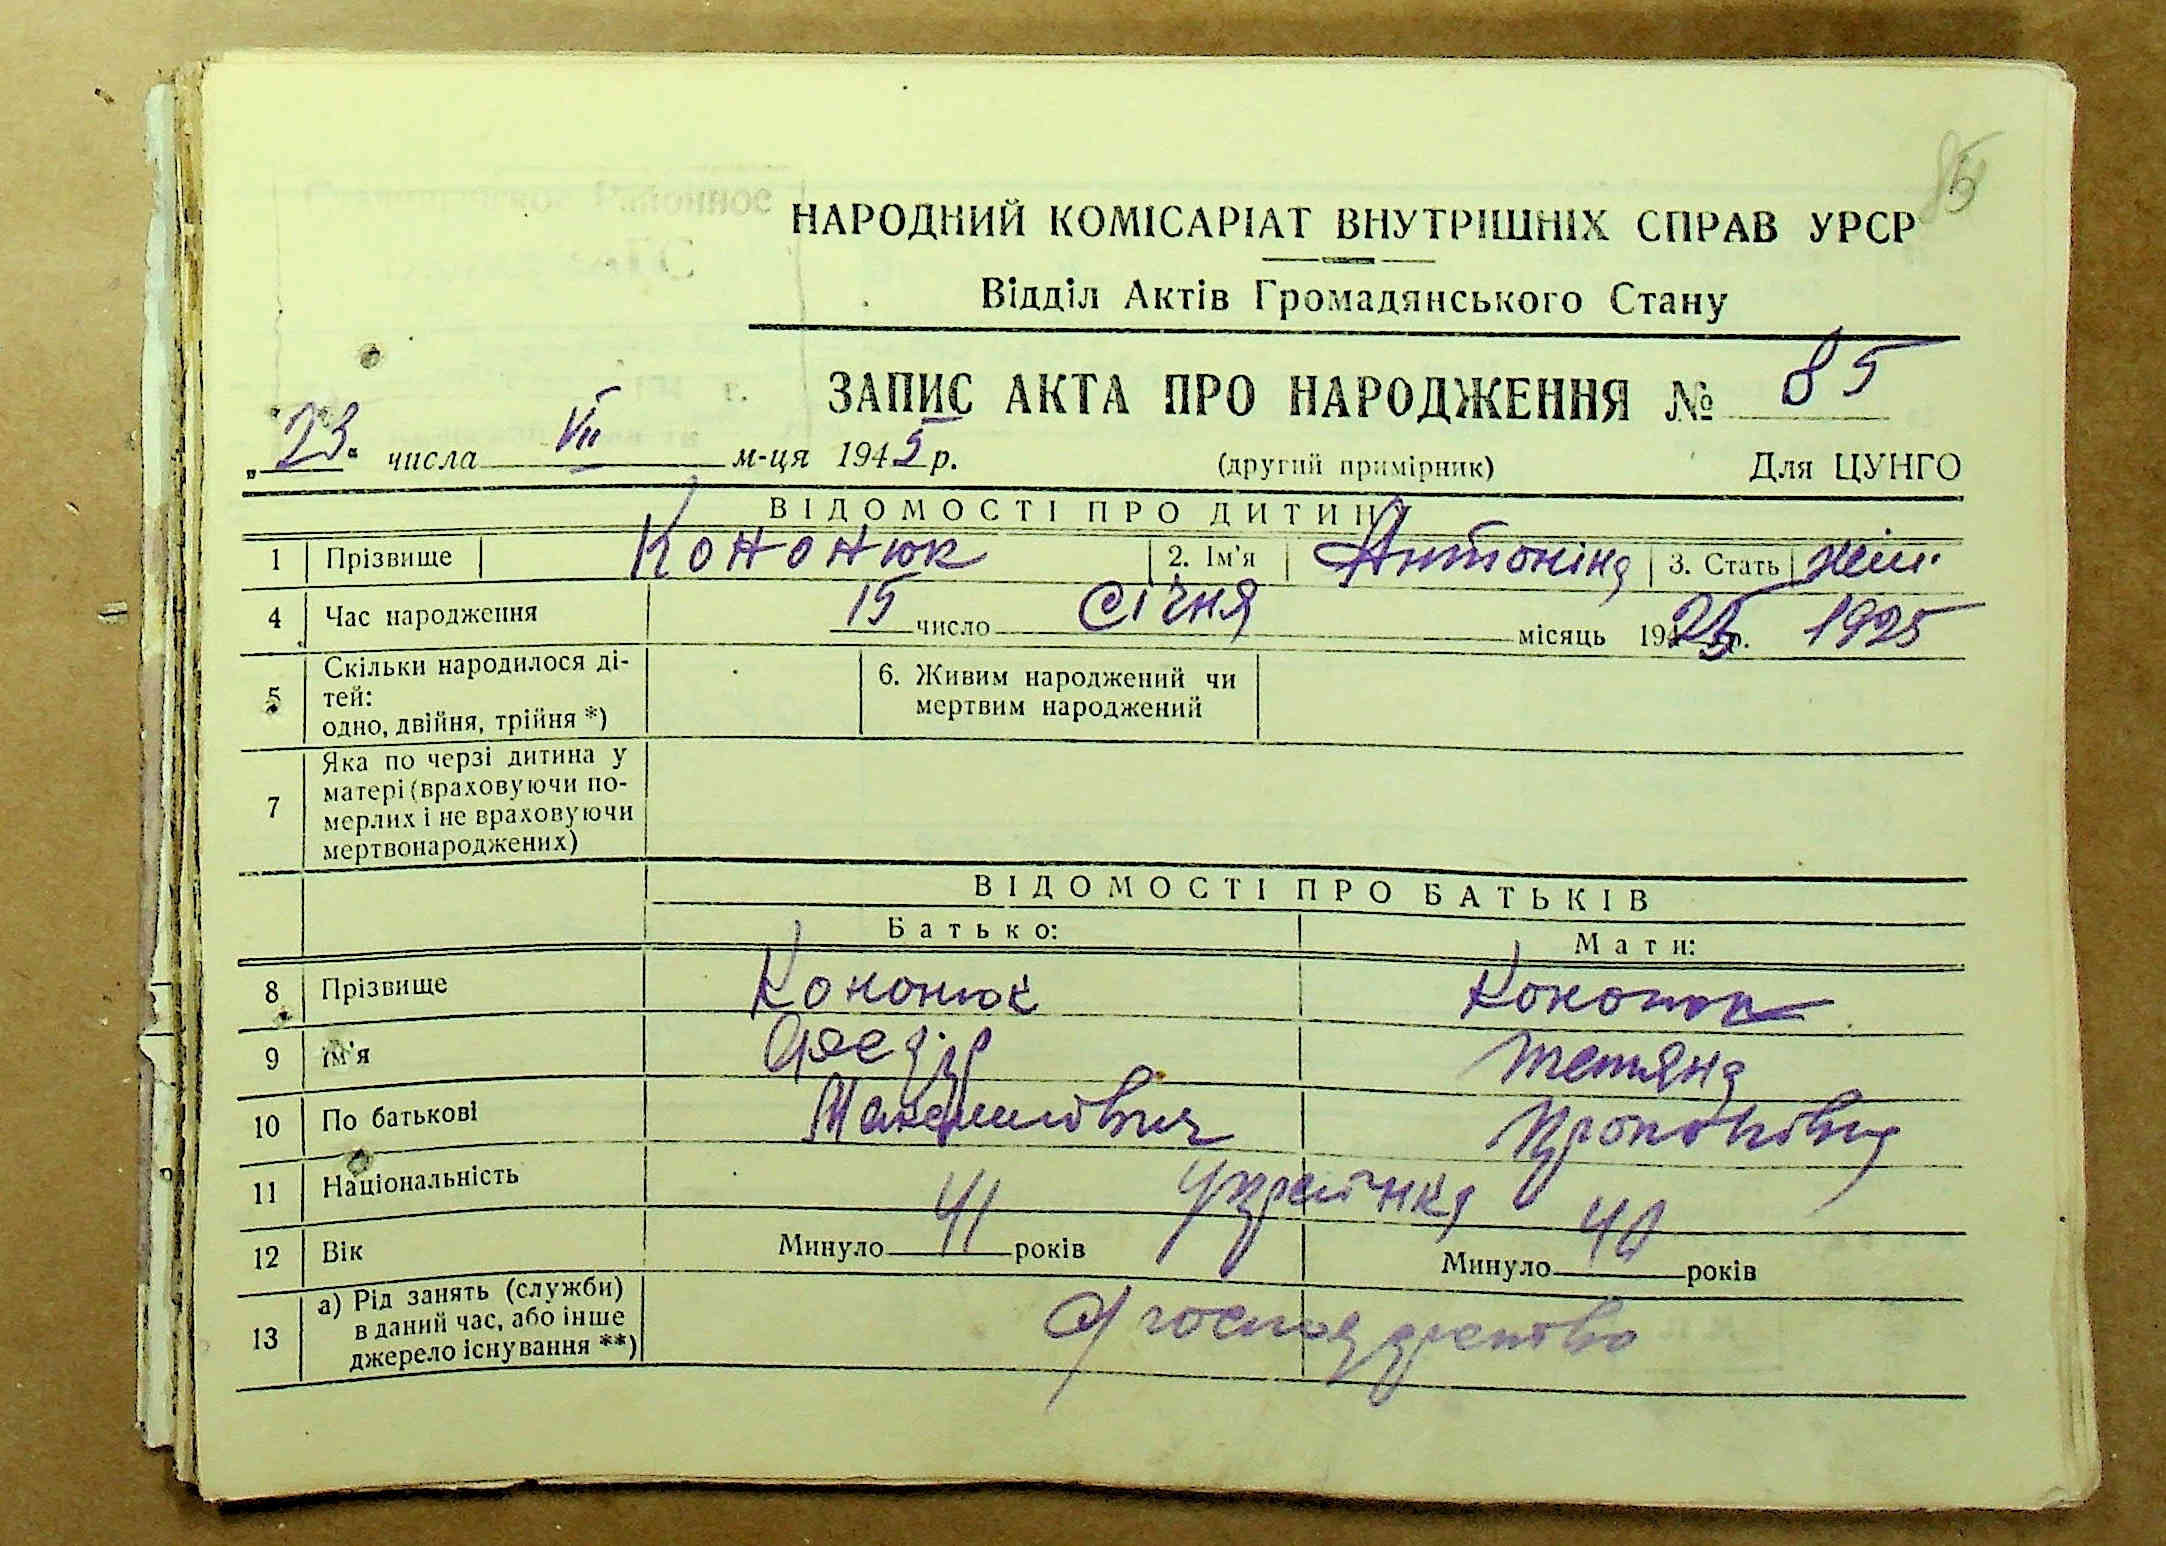 85
НАРОДНИЙ КОМІСАРІАТ ВНУТРІШНІХ СПРАВ УРСР
Відділ Актів Громадянського Стану
ЗАПИС АКТА ПРО НАРОДЖЕННЯ № 85
„23“ числа VII м-ця 1945 р. (другий примірник) Для ЦУНГО
ВІДОМОСТІ ПРО ДИТИНУ
1 Прізвище Кононюк 2. Ім'я Антоніна 3. Стать жін.
4 Час народження 15 число січня місяць 1925 р. 1925
5 Скільки народилося ді-
тей:
одно, двійня, трійня *)
6. Живим народжений чи
мертвим народжений
7 Яка по черзі дитина у
матері (враховуючи по-
мерлих і не враховуючи
мертвонароджених)
ВІДОМОСТІ ПРО БАТЬКІВ
Батько: Мати:
8 Прізвище Кононюк Кононюк
9 Ім'я Федір Тетяна
10 По батькові Максимович Прокопівна
11 Національність Українка
12 Вік Минуло 41 років Минуло 40 років
13 а) Рід занять (служби)
в даний час, або інше
джерело існування **)
С/господарство